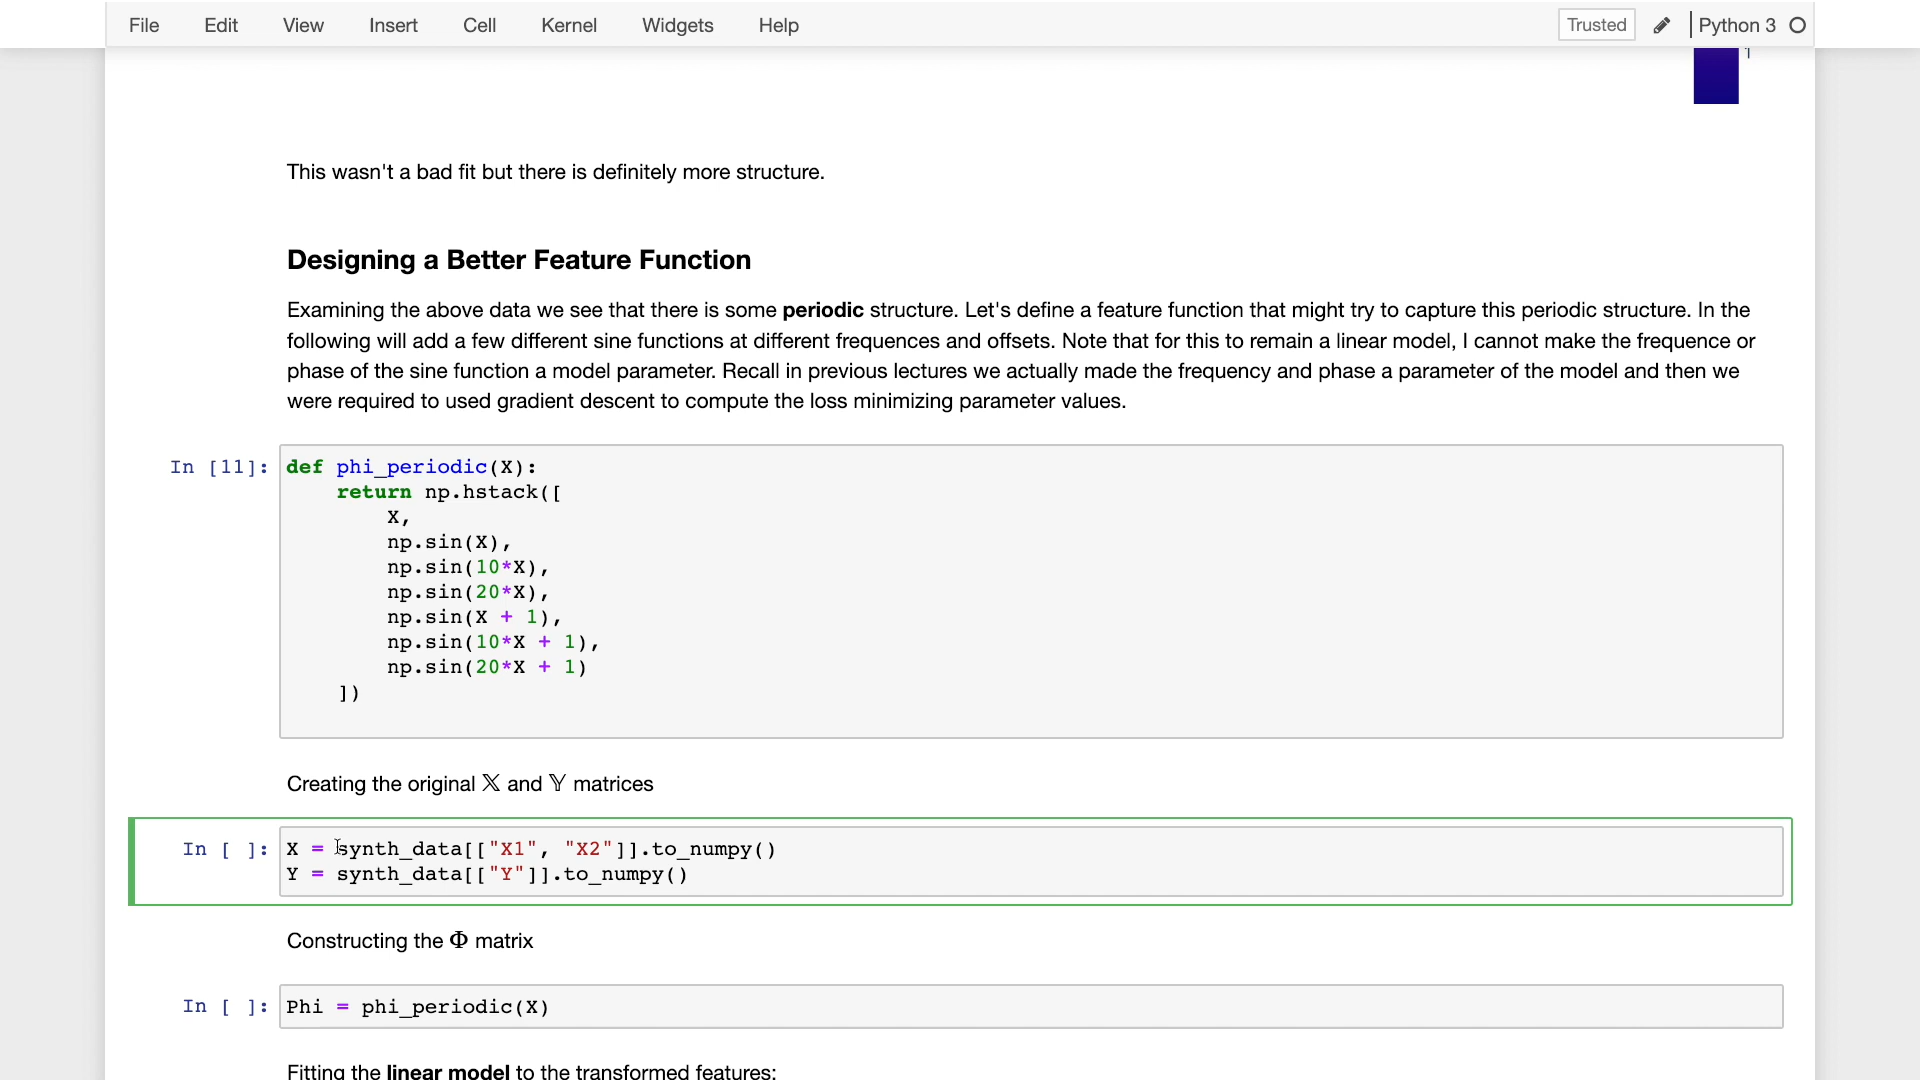 File Edit View Insert Cell Kernel Widgets Help Trusted Python 3
This wasn't a bad fit but there is definitely more structure.
Designing a Better Feature Function
Examining the above data we see that there is some periodic structure. Let's define a feature function that might try to capture this periodic structure. In the
following will add a few different sine functions at different frequences and offsets. Note that for this to remain a linear model, I cannot make the frequence or
phase of the sine function a model parameter. Recall in previous lectures we actually made the frequency and phase a parameter of the model and then we
were required to used gradient descent to compute the loss minimizing parameter values.
In [11]: def phi_periodic(X):
return np.hstack([
X,
np.sin(X),
np.sin(10*X),
np.sin(20*X),
np.sin(X + 1),
np.sin(10*X + 1),
np.sin(20*X + 1)
])
Creating the original 𝕏 and 𝕐 matrices
In [ ]: X = synth_data[["X1", "X2"]].to_numpy()
Y = synth_data[["Y"]].to_numpy()
Constructing the Φ matrix
In [ ]: Phi = phi_periodic(X)
Fitting the linear model to the transformed features: